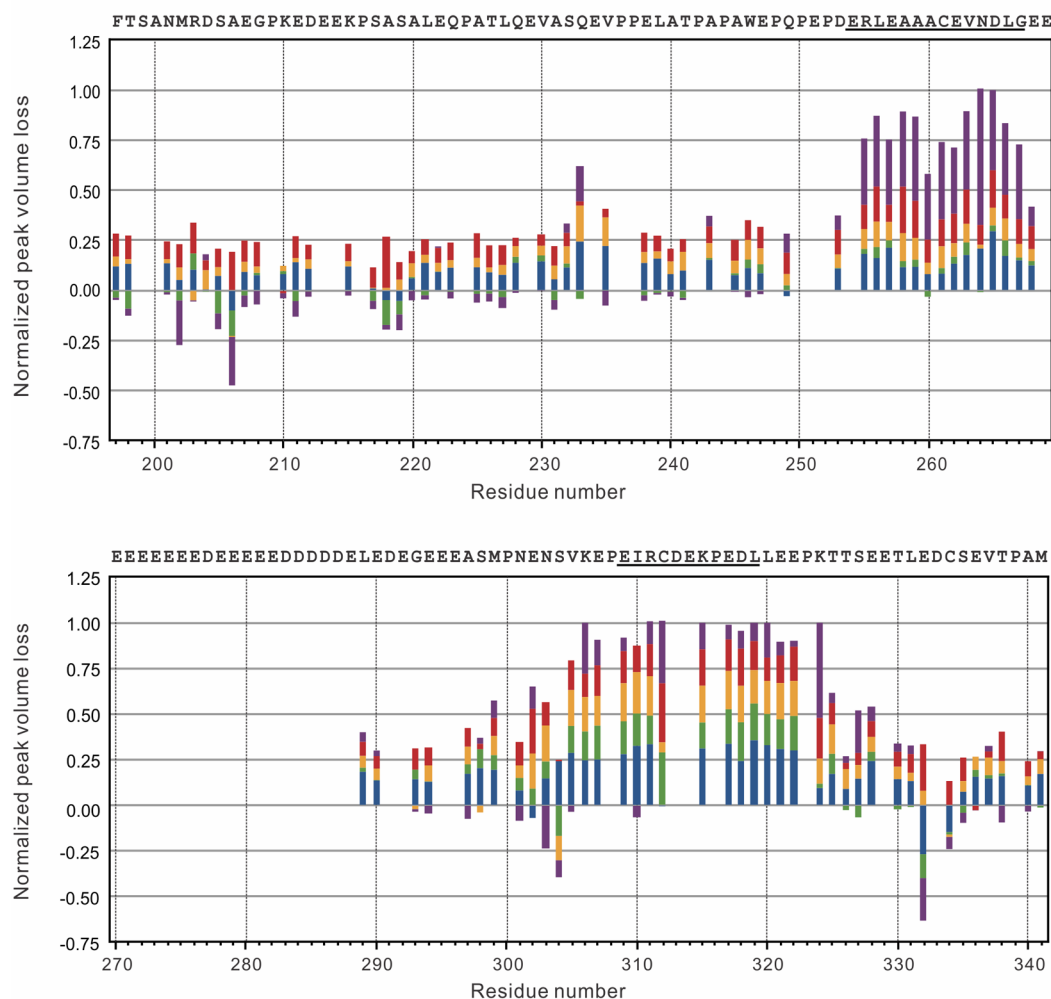 FTSANMRDSAEGPKEDEEKPSASALEQPATLQEVASQEVPPELATPAPAWEPQPEPDERLEAAACEVNDLGEE
1.25
1.00
0.75
0.50
0.25
0.00
-0.25
-0.50
-0.75
Normalized peak volume loss
200 210 220 230 240 250 260
Residue number
EEEEEEEDEEEEEDDDDDELEDEGEEEASMPNENSVKEPEIRCDEKPEDLLEEPKTTSEETLEDCSEVTPAM
1.25
1.00
0.75
0.50
0.25
0.00
-0.25
-0.50
-0.75
Normalized peak volume loss
270 280 290 300 310 320 330 340
Residue number